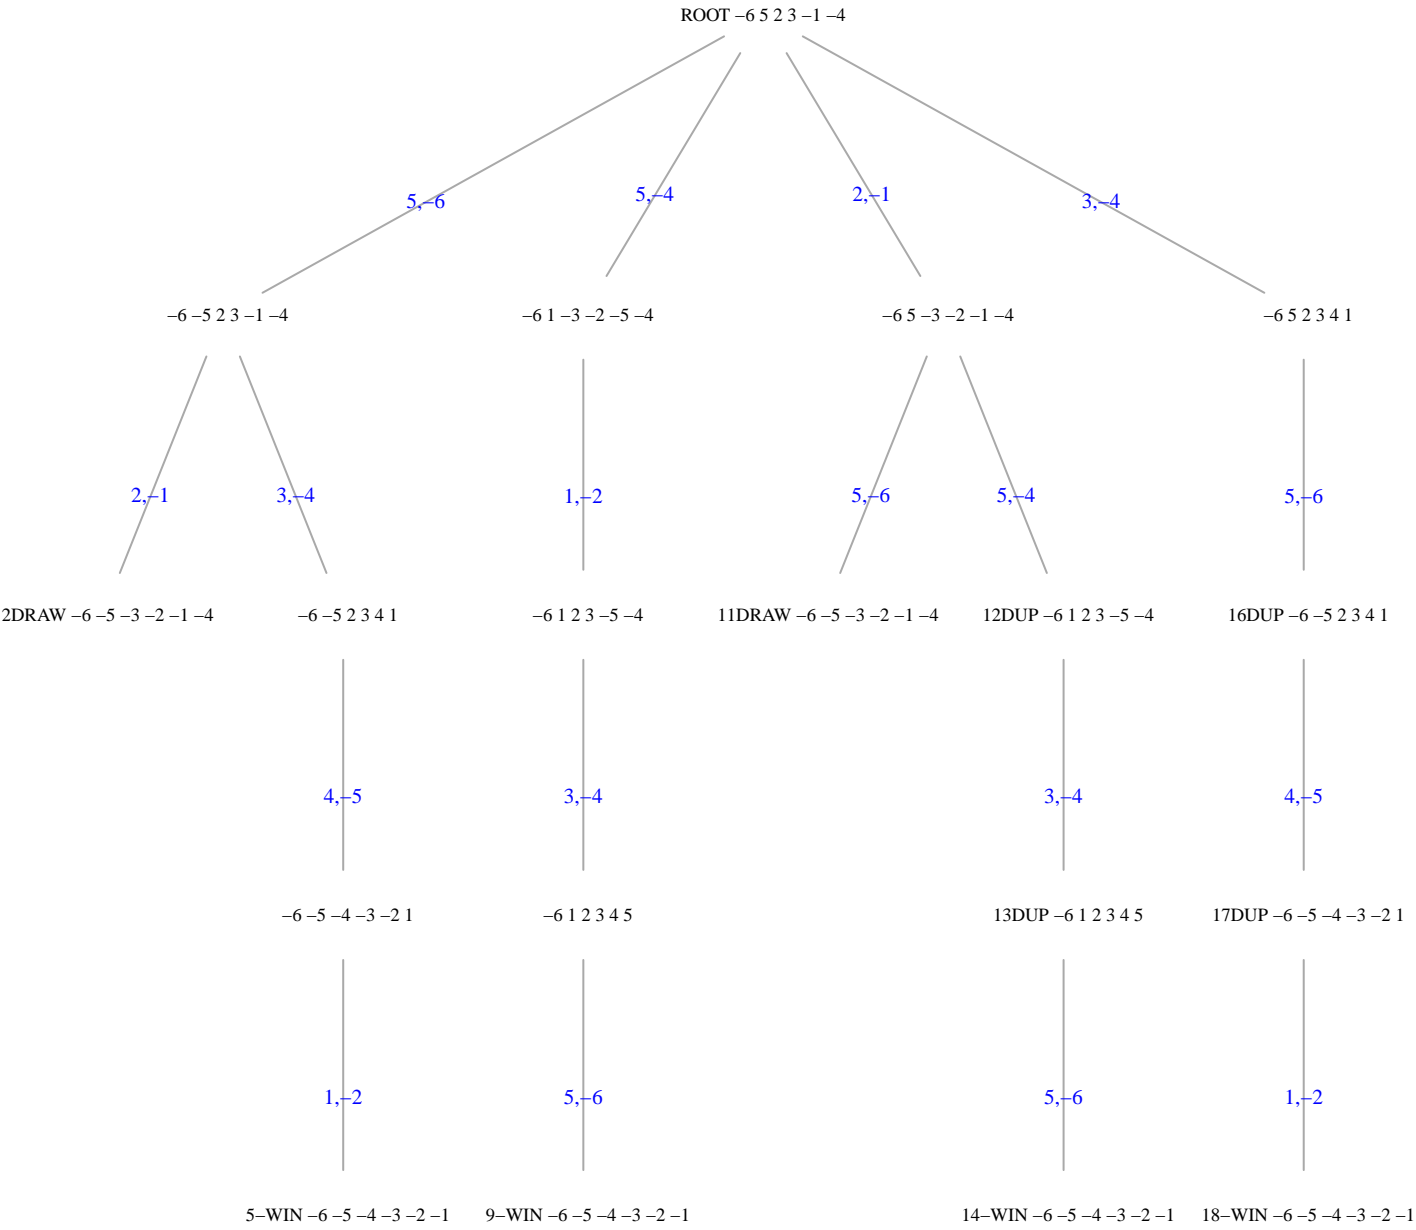 ROOT –6 5 2 3 –1 –4
5,–6
5,–4
2,–1
3,–4
–6 –5 2 3 –1 –4
–6 1 –3 –2 –5 –4
–6 5 –3 –2 –1 –4
–6 5 2 3 4 1
2,–1
3,–4
1,–2
5,–6
5,–4
5,–6
2DRAW –6 –5 –3 –2 –1 –4
–6 –5 2 3 4 1
–6 1 2 3 –5 –4
11DRAW –6 –5 –3 –2 –1 –4
12DUP –6 1 2 3 –5 –4
16DUP –6 –5 2 3 4 1
4,–5
3,–4
3,–4
4,–5
–6 –5 –4 –3 –2 1
–6 1 2 3 4 5
13DUP –6 1 2 3 4 5
17DUP –6 –5 –4 –3 –2 1
1,–2
5,–6
5,–6
1,–2
5–WIN –6 –5 –4 –3 –2 –1
9–WIN –6 –5 –4 –3 –2 –1
14–WIN –6 –5 –4 –3 –2 –1
18–WIN –6 –5 –4 –3 –2 –1